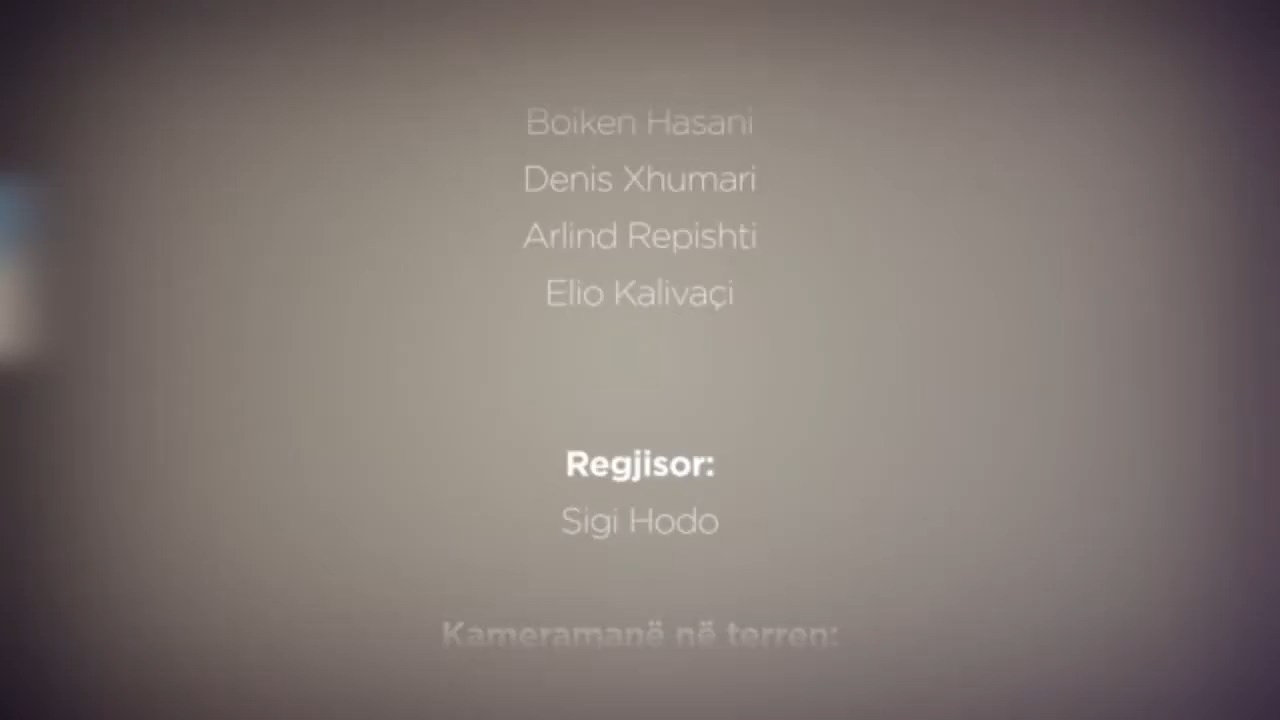 Boiken Hasani
Denis Xhumari
Arlind Repishti
Elio Kalivaçi
Regjisor:
Sigi Hodo
Kameramanë në terren: